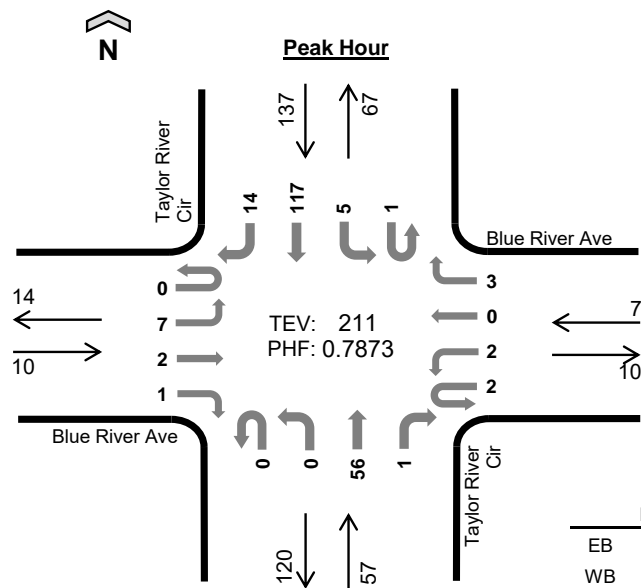 N
Peak Hour
137
67
Taylor River
Cir
14
117
5
1
Blue River Ave
0
7
2
1
3
0
2
2
14
10
7
10
TEV: 211
PHF: 0.7873
Blue River Ave
0
0
56
1
Taylor River
Cir
120
57
EB
WB